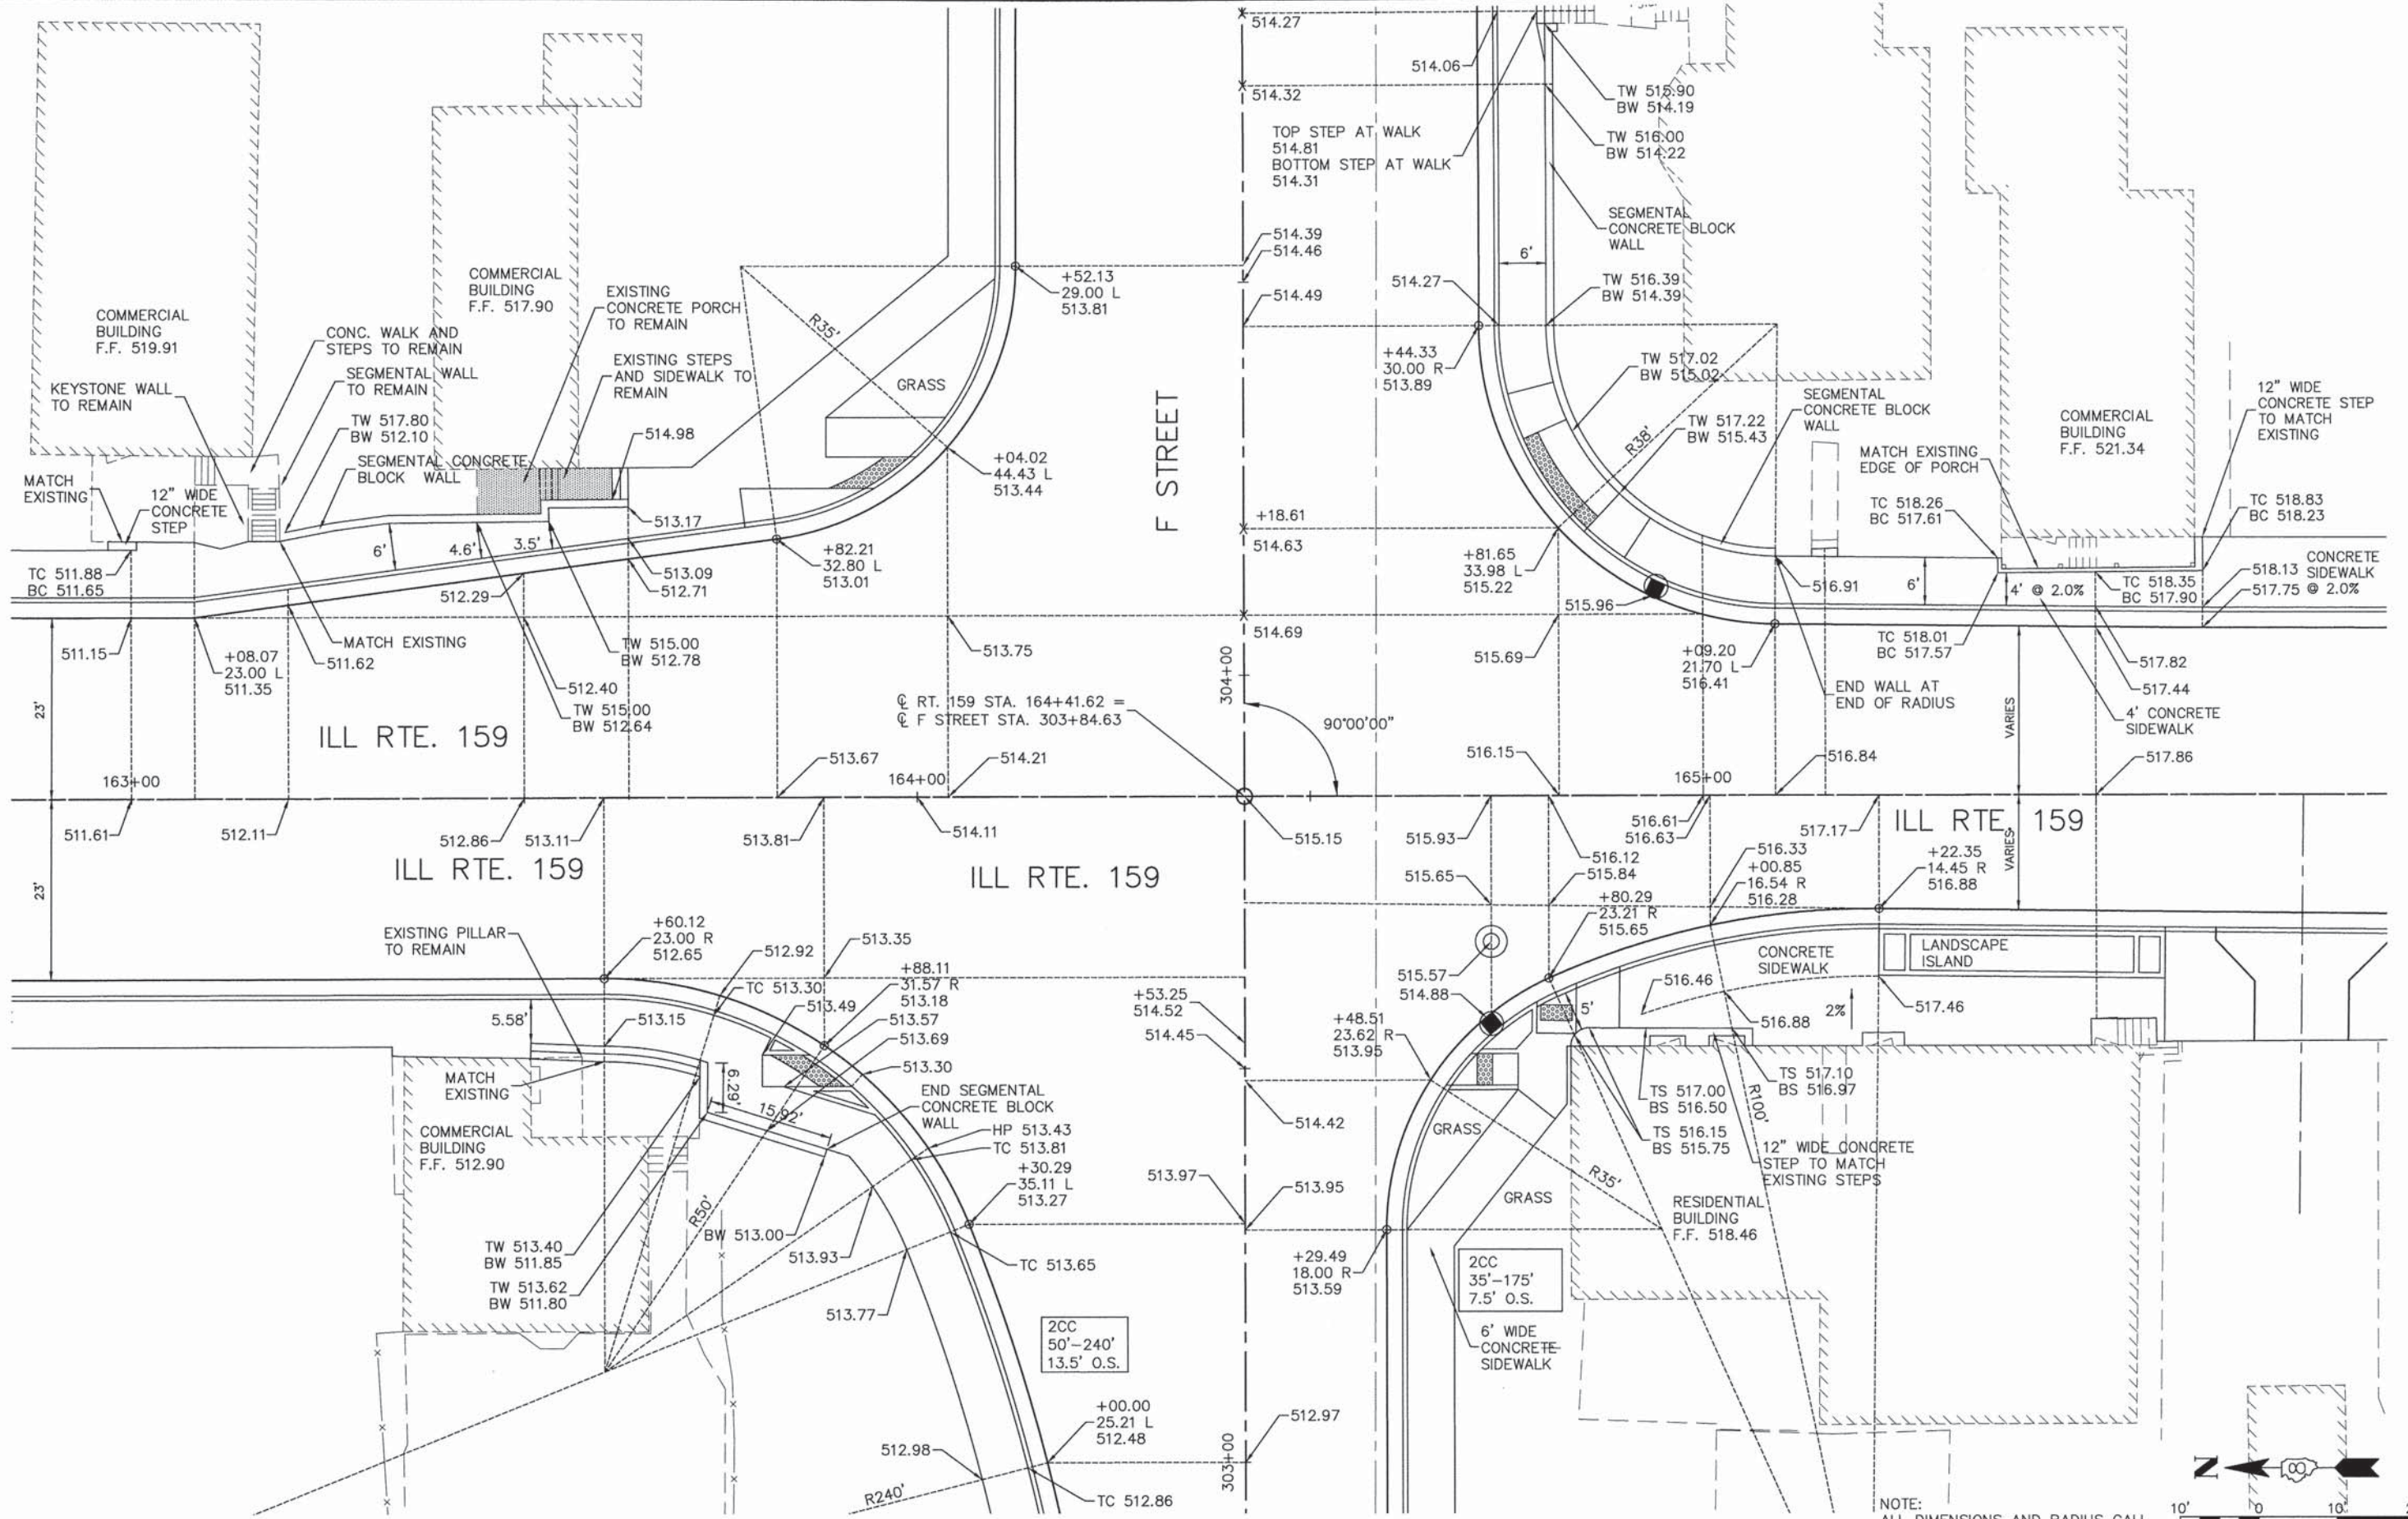 514.27
514.06
514.32
TW 515.90
BW 514.19
TW 516.00
BW 514.22
TOP STEP AT WALK
514.81
BOTTOM STEP AT WALK
514.31
SEGMENTAL
CONCRETE BLOCK
WALL
514.39
514.46
6'
TW 516.39
BW 514.39
514.27
514.49
+52.13
29.00 L
513.81
COMMERCIAL
BUILDING
F.F. 517.90
EXISTING
CONCRETE PORCH
TO REMAIN
R35'
COMMERCIAL
BUILDING
F.F. 519.91
CONC. WALK AND
STEPS TO REMAIN
EXISTING STEPS
AND SIDEWALK TO
REMAIN
KEYSTONE WALL
TO REMAIN
SEGMENTAL WALL
TO REMAIN
GRASS
F STREET
+44.33
30.00 R
513.89
TW 517.02
BW 515.02
TW 517.22
BW 515.43
R38'
SEGMENTAL
CONCRETE BLOCK
WALL
COMMERCIAL
BUILDING
F.F. 521.34
12" WIDE
CONCRETE STEP
TO MATCH
EXISTING
TW 517.80
BW 512.10
514.98
SEGMENTAL CONCRETE
BLOCK WALL
+04.02
44.43 L
513.44
MATCH EXISTING
EDGE OF PORCH
MATCH
EXISTING
12" WIDE
CONCRETE
STEP
TC 518.26
BC 517.61
TC 518.83
BC 518.23
513.17
+18.61
514.63
6'
4.6'
3.5'
+82.21
32.80 L
513.01
+81.65
33.98 L
515.22
CONCRETE
SIDEWALK
518.13
517.75 @ 2.0%
TC 511.88
BC 511.65
513.09
512.71
512.29
515.96
516.91
6'
4' @ 2.0%
TC 518.35
BC 517.90
514.69
511.15
MATCH EXISTING
511.62
+08.07
23.00 L
511.35
TW 515.00
BW 512.78
513.75
515.69
+09.20
21.70 L
516.41
TC 518.01
BC 517.57
517.82
517.44
512.40
TW 515.00
BW 512.64
304+00
END WALL AT
END OF RADIUS
4' CONCRETE
SIDEWALK
VARIES
23'
ILL RTE. 159
℄ RT. 159 STA. 164+41.62 =
℄ F STREET STA. 303+84.63
90°00'00"
516.15
516.84
517.86
513.67
514.21
163+00
164+00
165+00
511.61
512.11
512.86
513.11
513.81
514.11
515.15
515.93
516.61
516.63
517.17
ILL RTE. 159
VARIES
23'
ILL RTE. 159
ILL RTE. 159
516.12
515.84
515.65
516.33
+00.85
16.54 R
516.28
+22.35
14.45 R
516.88
+80.29
23.21 R
515.65
EXISTING PILLAR
TO REMAIN
+60.12
23.00 R
512.65
512.92
513.35
CONCRETE
SIDEWALK
LANDSCAPE
ISLAND
+88.11
31.57 R
513.18
TC 513.30
513.49
515.57
514.88
516.46
517.46
+53.25
514.52
514.45
5.58'
513.15
513.57
513.69
513.30
+48.51
23.62 R
513.95
5'
516.88
2%
MATCH
EXISTING
6.29'
15.92'
END SEGMENTAL
CONCRETE BLOCK
WALL
514.42
TS 517.10
BS 516.97
TS 517.00
BS 516.50
R100'
COMMERCIAL
BUILDING
F.F. 512.90
HP 513.43
TC 513.81
GRASS
TS 516.15
BS 515.75
12" WIDE CONCRETE
STEP TO MATCH
EXISTING STEPS
+30.29
35.11 L
513.27
513.97
513.95
R35'
GRASS
RESIDENTIAL
BUILDING
F.F. 518.46
R50'
BW 513.00
513.93
TW 513.40
BW 511.85
TC 513.65
+29.49
18.00 R
513.59
2CC
35'-175'
7.5' O.S.
TW 513.62
BW 511.80
513.77
2CC
50'-240'
13.5' O.S.
6' WIDE
CONCRETE
SIDEWALK
+00.00
25.21 L
512.48
512.97
303+00
512.98
R240'
TC 512.86
N
NOTE:
ALL DIMENSIONS AND RADIUS CALL
10' 0 10'